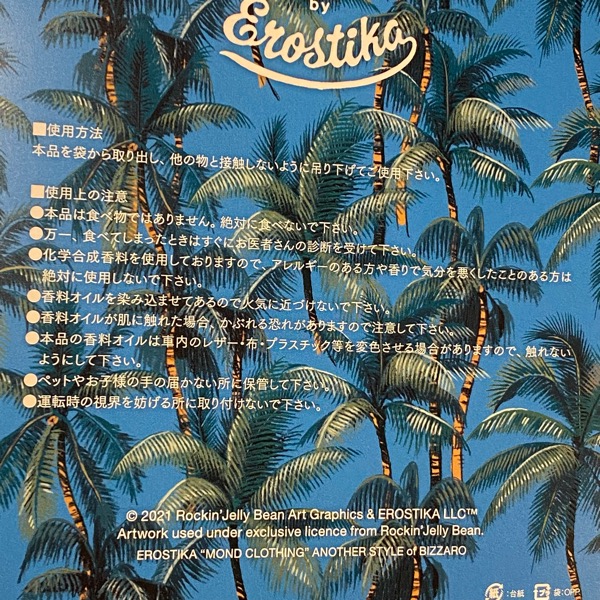 by
Erostika
■使用方法
本品を袋から取り出し、他の物と接触しないように吊り下げてご使用下さい。
■使用上の注意
●本品は食べ物ではありません。絶対に食べないで下さい。
●万一、食べてしまったときはすぐにお医者さんの診断を受けて下さい。
●化学合成香料を使用しておりますので、アレルギーのある方や香りで気分を悪くしたことのある方は
絶対に使用しないで下さい。
●香料オイルを染み込ませてあるので火気に近づけないで下さい。
●香料オイルが肌に触れた場合、かぶれる恐れがありますので注意して下さい。
●本品の香料オイルは車内のレザー・布・プラスチック等を変色させる場合がありますので、触れない
ようにして下さい。
●ペットやお子様の手の届かない所に保管して下さい。
●運転時の視界を妨げる所に取り付けないで下さい。
© 2021 Rockin'Jelly Bean Art Graphics & EROSTIKA LLC™
Artwork used under exclusive licence from Rockin'Jelly Bean.
EROSTIKA "MOND CLOTHING" ANOTHER STYLE of BIZZARO
紙 :台紙 プラ 袋:OPP